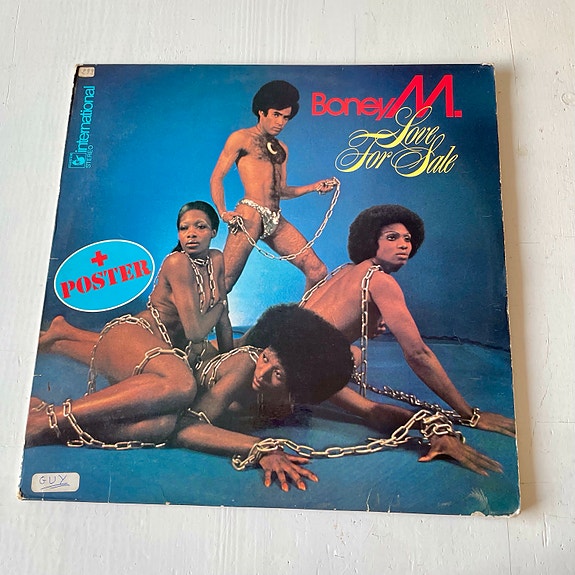 Boney M.
Love
For Sale
international
STEREO
+
POSTER
GUY